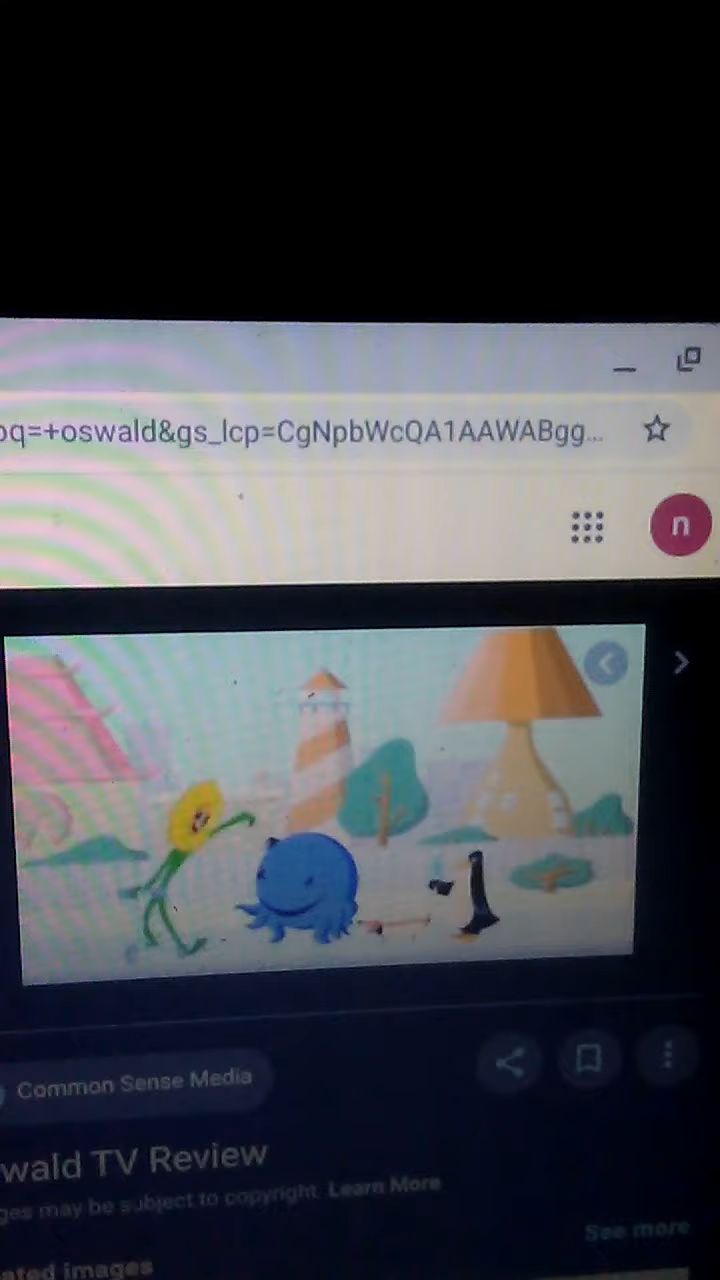 oq=+oswald&gs_lcp=CgNpbWcQA1AAWABgg...
n
Common Sense Media
wald TV Review
ges may be subject to copyright. Learn More
See more
ated images